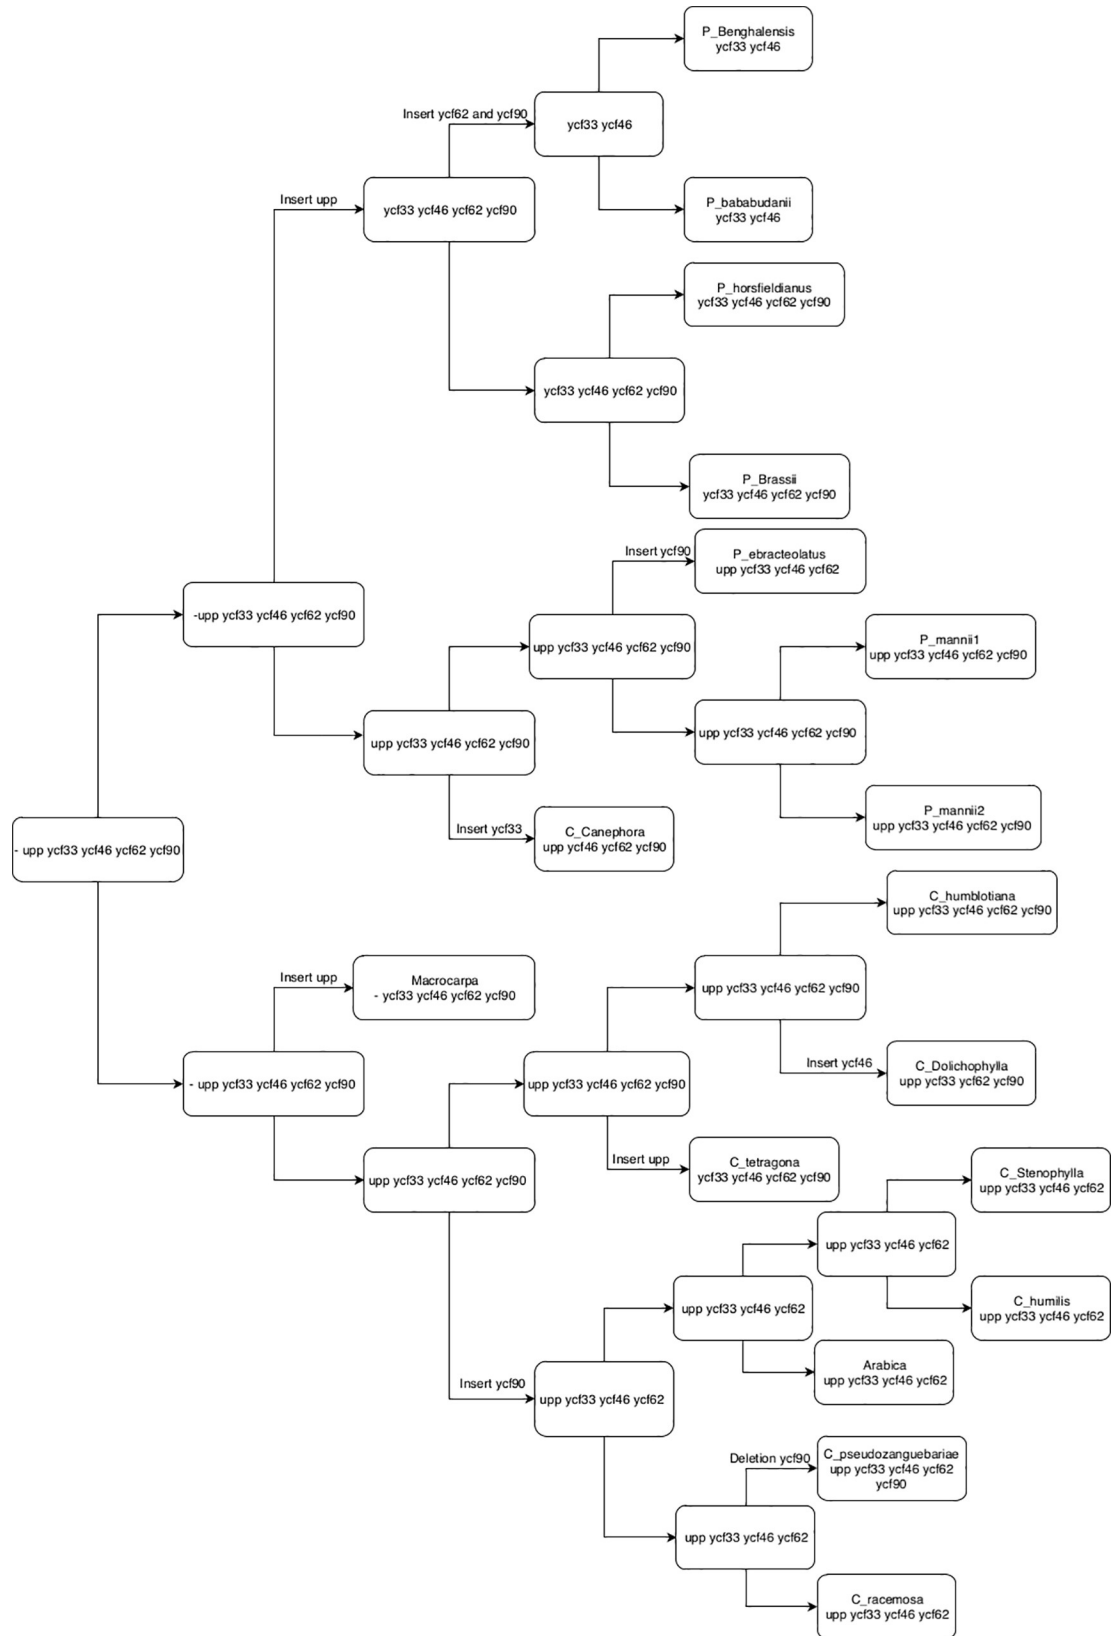 P_Benghalensis
ycf33 ycf46
Insert ycf62 and ycf90
ycf33 ycf46
Insert upp
ycf33 ycf46 ycf62 ycf90
P_bababudanii
ycf33 ycf46
P_horsfieldianus
ycf33 ycf46 ycf62 ycf90
ycf33 ycf46 ycf62 ycf90
P_Brassii
ycf33 ycf46 ycf62 ycf90
Insert ycf90
P_ebracteolatus
upp ycf33 ycf46 ycf62
-upp ycf33 ycf46 ycf62 ycf90
upp ycf33 ycf46 ycf62 ycf90
P_mannii1
upp ycf33 ycf46 ycf62 ycf90
upp ycf33 ycf46 ycf62 ycf90
upp ycf33 ycf46 ycf62 ycf90
P_mannii2
upp ycf33 ycf46 ycf62 ycf90
Insert ycf33
C_Canephora
upp ycf46 ycf62 ycf90
- upp ycf33 ycf46 ycf62 ycf90
C_humblotiana
upp ycf33 ycf46 ycf62 ycf90
Insert upp
Macrocarpa
- ycf33 ycf46 ycf62 ycf90
upp ycf33 ycf46 ycf62 ycf90
Insert ycf46
C_Dolichophylla
upp ycf33 ycf62 ycf90
- upp ycf33 ycf46 ycf62 ycf90
upp ycf33 ycf46 ycf62 ycf90
Insert upp
C_tetragona
ycf33 ycf46 ycf62 ycf90
upp ycf33 ycf46 ycf62 ycf90
C_Stenophylla
upp ycf33 ycf46 ycf62
upp ycf33 ycf46 ycf62
C_humilis
upp ycf33 ycf46 ycf62
upp ycf33 ycf46 ycf62
Arabica
upp ycf33 ycf46 ycf62
Insert ycf90
upp ycf33 ycf46 ycf62
Deletion ycf90
C_pseudozanguebariae
upp ycf33 ycf46 ycf62
ycf90
upp ycf33 ycf46 ycf62
C_racemosa
upp ycf33 ycf46 ycf62